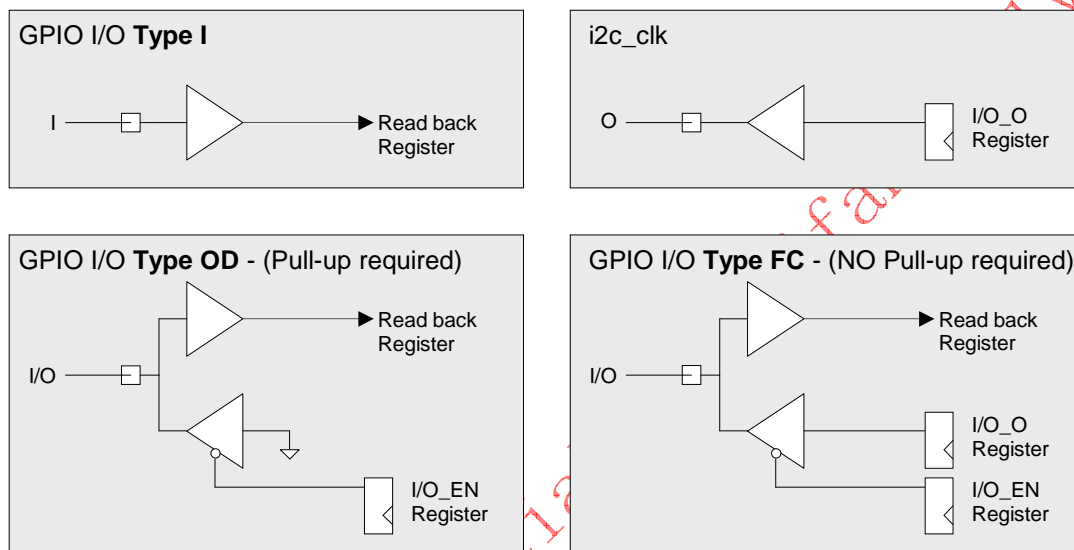 GPIO I/O Type I
I
Read back
Register
i2c_clk
O
I/O_O
Register
GPIO I/O Type OD - (Pull-up required)
I/O
Read back
Register
I/O_EN
Register
GPIO I/O Type FC - (NO Pull-up required)
I/O
Read back
Register
I/O_O
Register
I/O_EN
Register